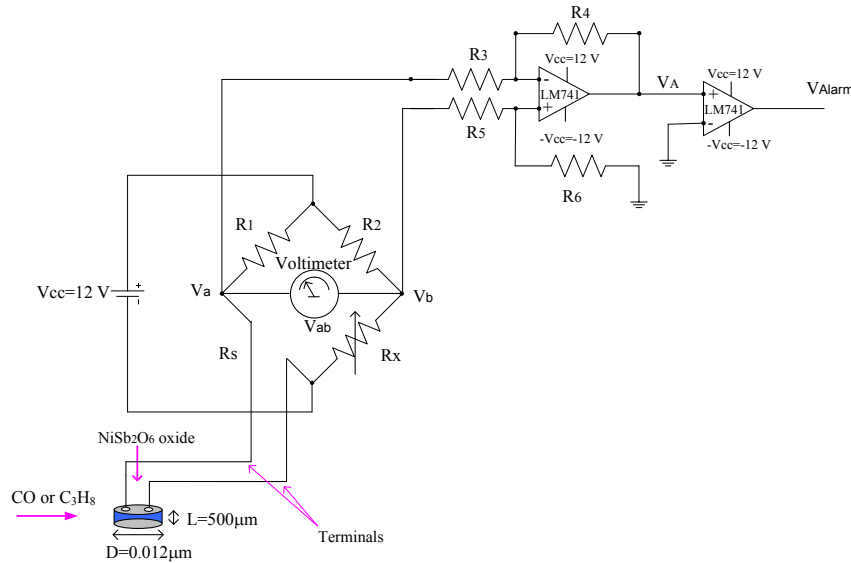 R4
R3
Vcc=12 V
-
LM741
+
VA
Vcc=12 V
+
LM741
-
VAlarm
R5
-Vcc=-12 V
-Vcc=-12 V
R6
R1
R2
Voltimeter
Vcc=12 V
+
-
Va
Vb
Vab
Rs
Rx
NiSb2O6 oxide
CO or C3H8
L=500μm
D=0.012μm
Terminals